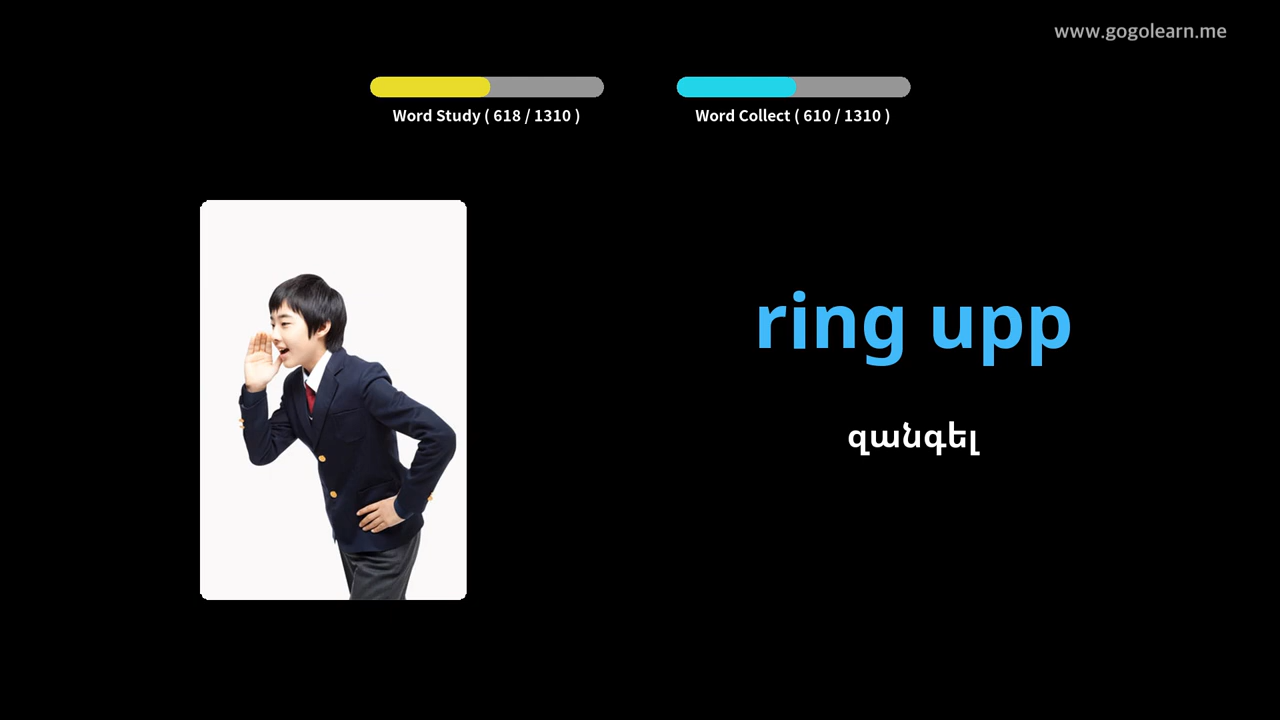 www.gogolearn.me
Word Study ( 618 / 1310 )
Word Collect ( 610 / 1310 )
ring upp
զանգել